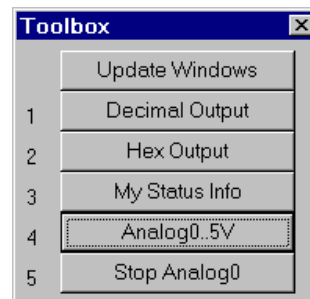 Toolbox
Update Windows
1 Decimal Output
2 Hex Output
3 My Status Info
4 Analog0..5V
5 Stop Analog0